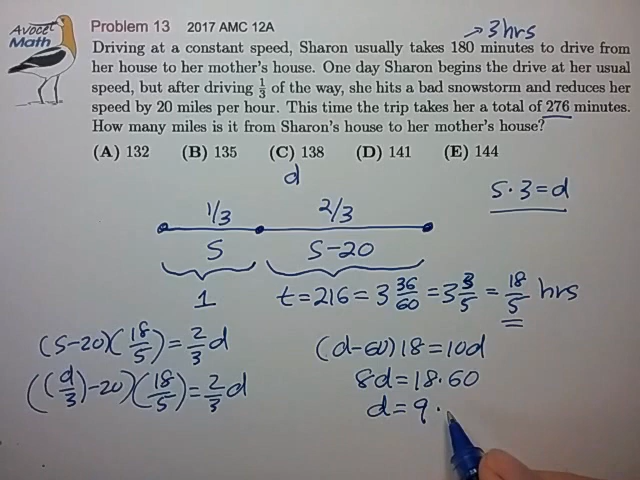 Avocet
Math
Problem 13 2017 AMC 12A
→3hrs
Driving at a constant speed, Sharon usually takes 180 minutes to drive from
her house to her mother's house. One day Sharon begins the drive at her usual
speed, but after driving 1/3 of the way, she hits a bad snowstorm and reduces her
speed by 20 miles per hour. This time the trip takes her a total of 276 minutes.
How many miles is it from Sharon's house to her mother's house?
(A) 132 (B) 135 (C) 138 (D) 141 (E) 144
d
s·3=d
1/3 2/3
s s-20
1 t=216=3 36/60=3 3/5=18/5 hrs
(s-20)(18/5)=2/3 d
((d/3)-20)(18/5)=2/3 d
(d-60)18=10d
8d=18·60
d=9·